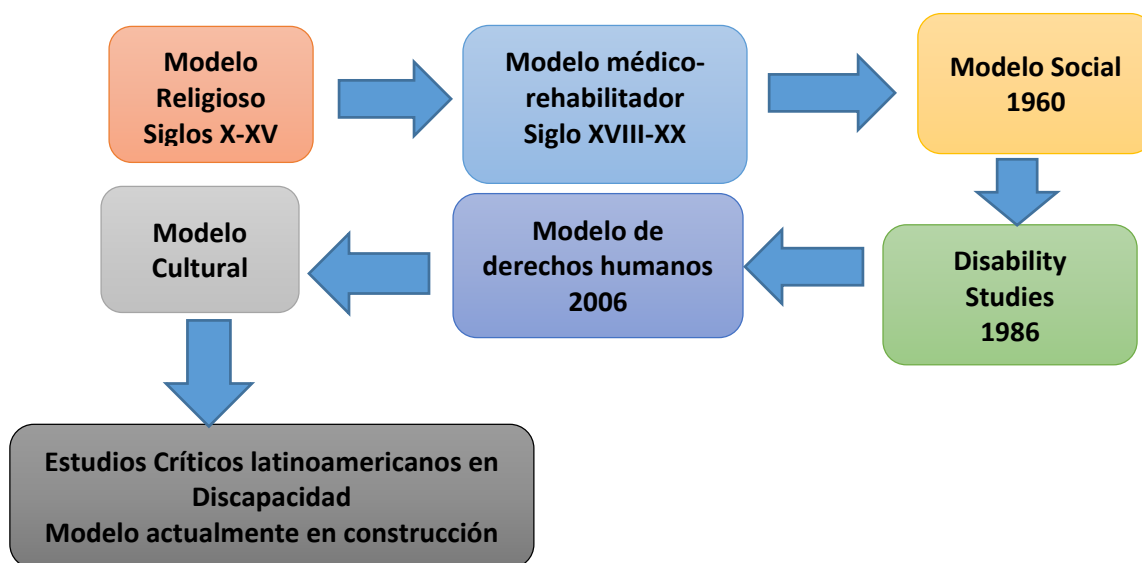 Modelo
Religioso
Siglos X-XV
Modelo médico-
rehabilitador
Siglo XVIII-XX
Modelo Social
1960
Disability
Studies
1986
Modelo de
derechos humanos
2006
Modelo
Cultural
Estudios Críticos latinoamericanos en
Discapacidad
Modelo actualmente en construcción